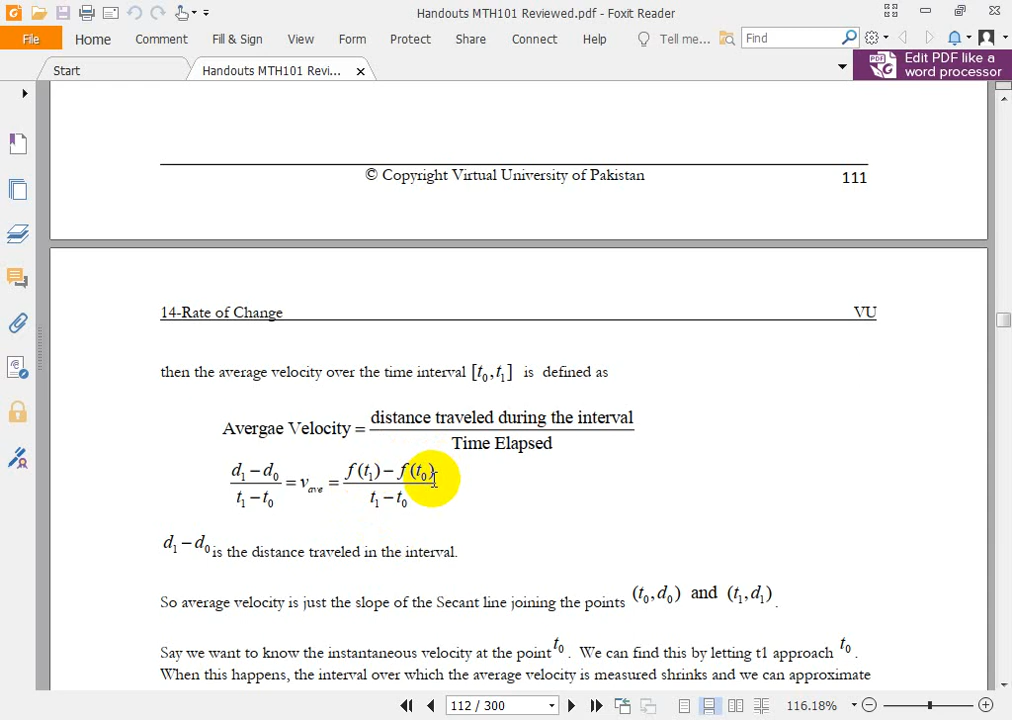 Handouts MTH101 Reviewed.pdf - Foxit Reader
File Home Comment Fill & Sign View Form Protect Share Connect Help Tell me... Find
Start Handouts MTH101 Revi... Edit PDF like a
word processor
© Copyright Virtual University of Pakistan 111
14-Rate of Change VU
then the average velocity over the time interval [t₀,t₁] is defined as
Avergae Velocity = distance traveled during the interval
Time Elapsed
d₁ − d₀ / t₁ − t₀ = v_ave = f(t₁) − f(t₀) / t₁ − t₀
d₁ − d₀ is the distance traveled in the interval.
So average velocity is just the slope of the Secant line joining the points (t₀,d₀) and (t₁,d₁) .
Say we want to know the instantaneous velocity at the point t₀ . We can find this by letting t1 approach t₀ .
When this happens, the interval over which the average velocity is measured shrinks and we can approximate
112 / 300 116.18%